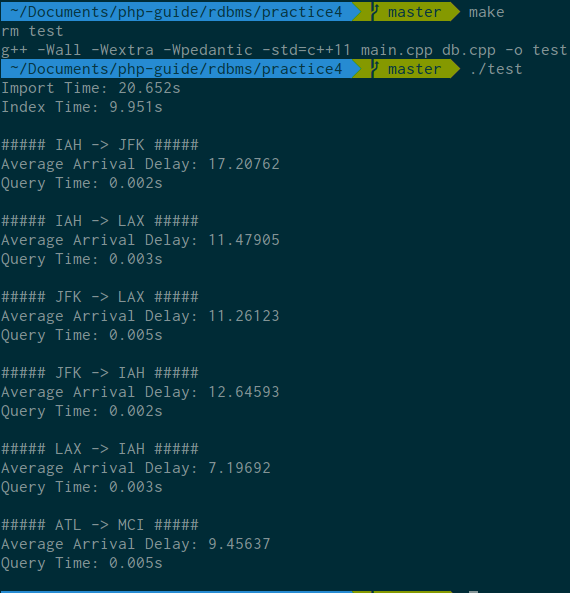 ~/Documents/php-guide/rdbms/practice4 master make
rm test
g++ -Wall -Wextra -Wpedantic -std=c++11 main.cpp db.cpp -o test
~/Documents/php-guide/rdbms/practice4 master ./test
Import Time: 20.652s
Index Time: 9.951s
##### IAH -> JFK #####
Average Arrival Delay: 17.20762
Query Time: 0.002s
##### IAH -> LAX #####
Average Arrival Delay: 11.47905
Query Time: 0.003s
##### JFK -> LAX #####
Average Arrival Delay: 11.26123
Query Time: 0.005s
##### JFK -> IAH #####
Average Arrival Delay: 12.64593
Query Time: 0.002s
##### LAX -> IAH #####
Average Arrival Delay: 7.19692
Query Time: 0.003s
##### ATL -> MCI #####
Average Arrival Delay: 9.45637
Query Time: 0.005s